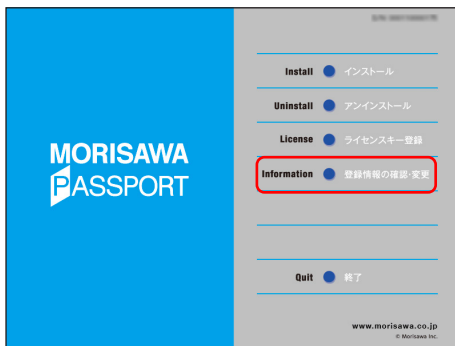 MORISAWA
PASSPORT
Install インストール
Uninstall アンインストール
License ライセンスキー登録
Information 登録情報の確認・変更
Quit 終了
www.morisawa.co.jp
© Morisawa Inc.